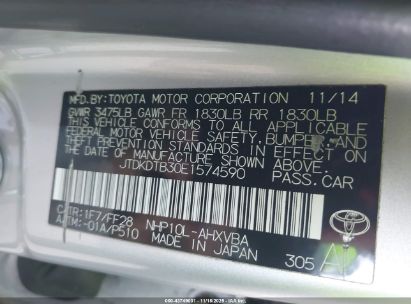 MFD.BY:TOYOTA MOTOR CORPORATION 11/14
GVWR 3475LB GAWR FR 1830LB RR 1830LB
THIS VEHICLE CONFORMS TO ALL APPLICABLE
FEDERAL MOTOR VEHICLE SAFETY, BUMPER, AND
THEFT PREVENTION STANDARDS IN EFFECT ON
THE DATE OF MANUFACTURE SHOWN ABOVE.
JTDKDTB30E1574590 PASS.CAR
C/TR:1F7/FF28 NHP10L-AHXVBA
A/TM:-01A/P510 MADE IN JAPAN 305
TOYOTA